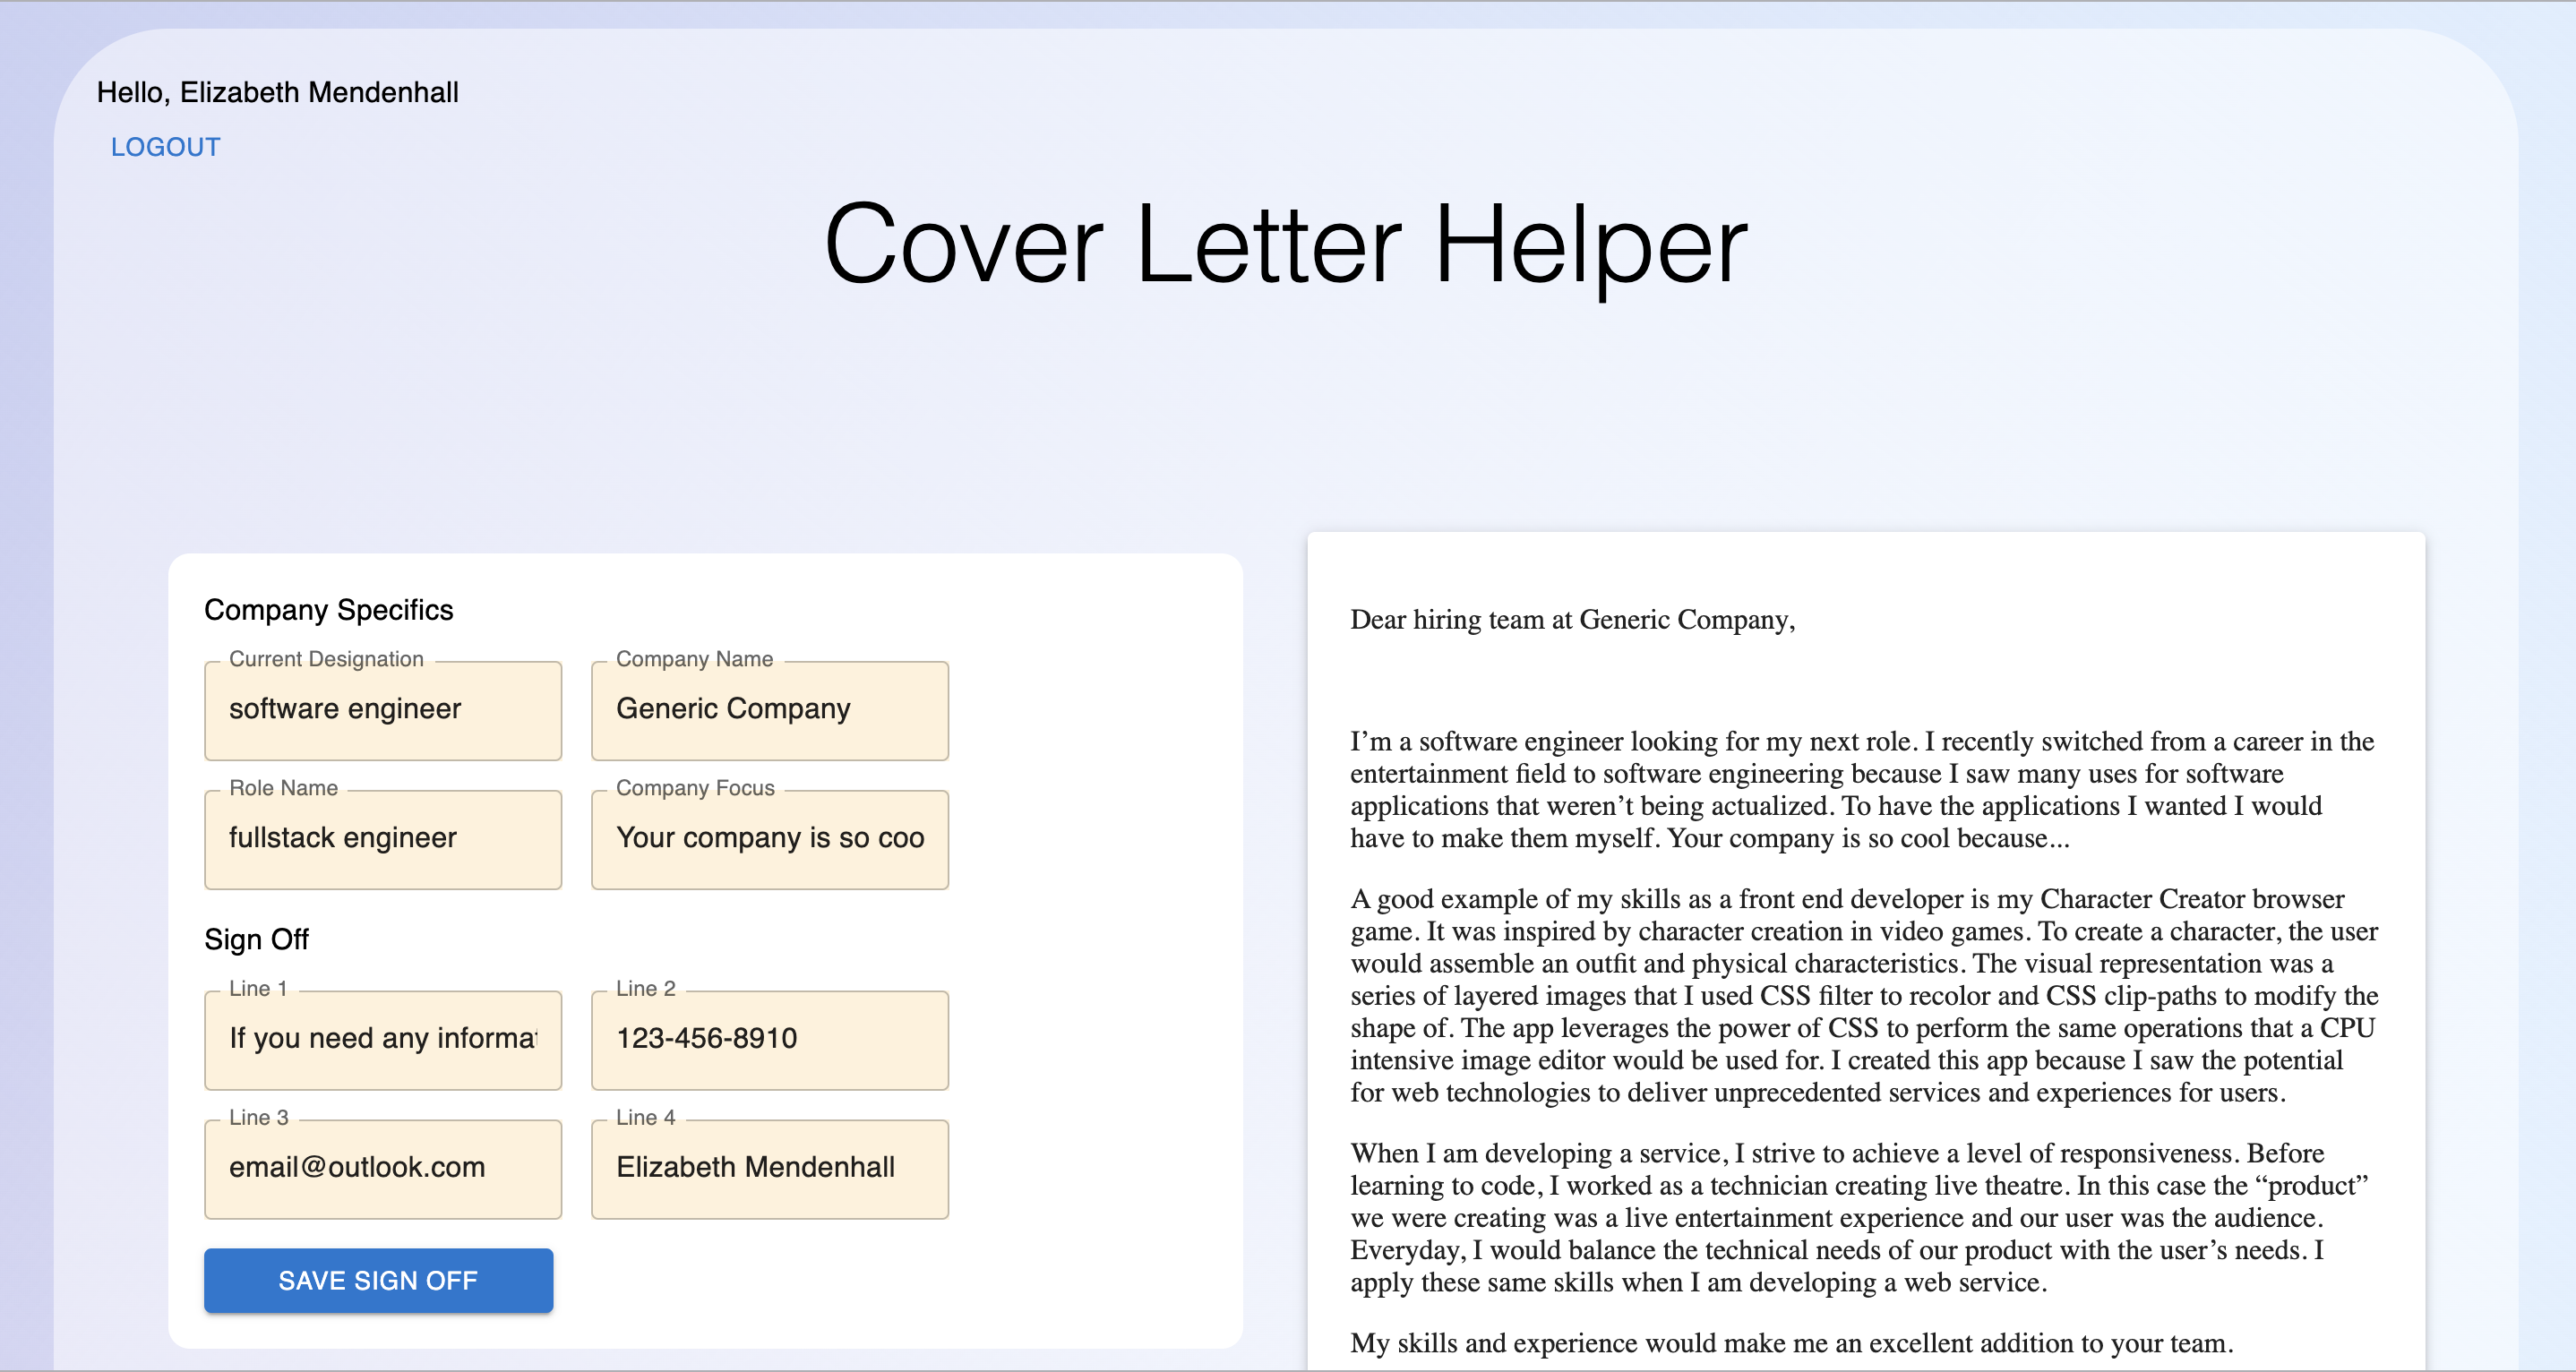 Hello, Elizabeth Mendenhall
LOGOUT
Cover Letter Helper
Company Specifics
Current Designation
software engineer
Company Name
Generic Company
Role Name
fullstack engineer
Company Focus
Your company is so coo
Sign Off
Line 1
If you need any informat
Line 2
123-456-8910
Line 3
email@outlook.com
Line 4
Elizabeth Mendenhall
SAVE SIGN OFF
Dear hiring team at Generic Company,
I’m a software engineer looking for my next role. I recently switched from a career in the
entertainment field to software engineering because I saw many uses for software
applications that weren’t being actualized. To have the applications I wanted I would
have to make them myself. Your company is so cool because...
A good example of my skills as a front end developer is my Character Creator browser
game. It was inspired by character creation in video games. To create a character, the user
would assemble an outfit and physical characteristics. The visual representation was a
series of layered images that I used CSS filter to recolor and CSS clip-paths to modify the
shape of. The app leverages the power of CSS to perform the same operations that a CPU
intensive image editor would be used for. I created this app because I saw the potential
for web technologies to deliver unprecedented services and experiences for users.
When I am developing a service, I strive to achieve a level of responsiveness. Before
learning to code, I worked as a technician creating live theatre. In this case the “product”
we were creating was a live entertainment experience and our user was the audience.
Everyday, I would balance the technical needs of our product with the user’s needs. I
apply these same skills when I am developing a web service.
My skills and experience would make me an excellent addition to your team.